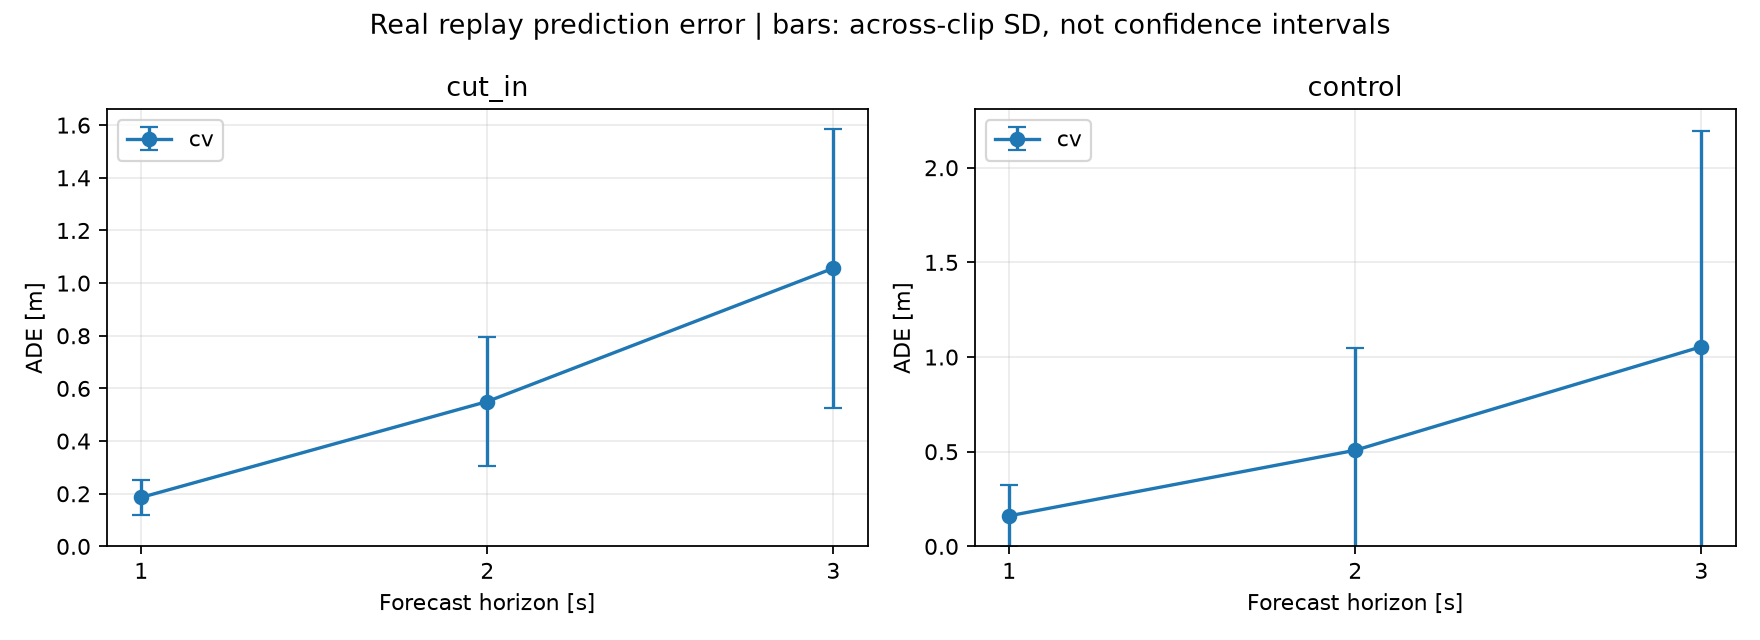 Real replay prediction error | bars: across-clip SD, not confidence intervals
cut_in
cv
1.6
1.4
1.2
1.0
0.8
0.6
0.4
0.2
0.0
ADE [m]
1 2 3
Forecast horizon [s]
control
cv
2.0
1.5
1.0
0.5
0.0
ADE [m]
1 2 3
Forecast horizon [s]